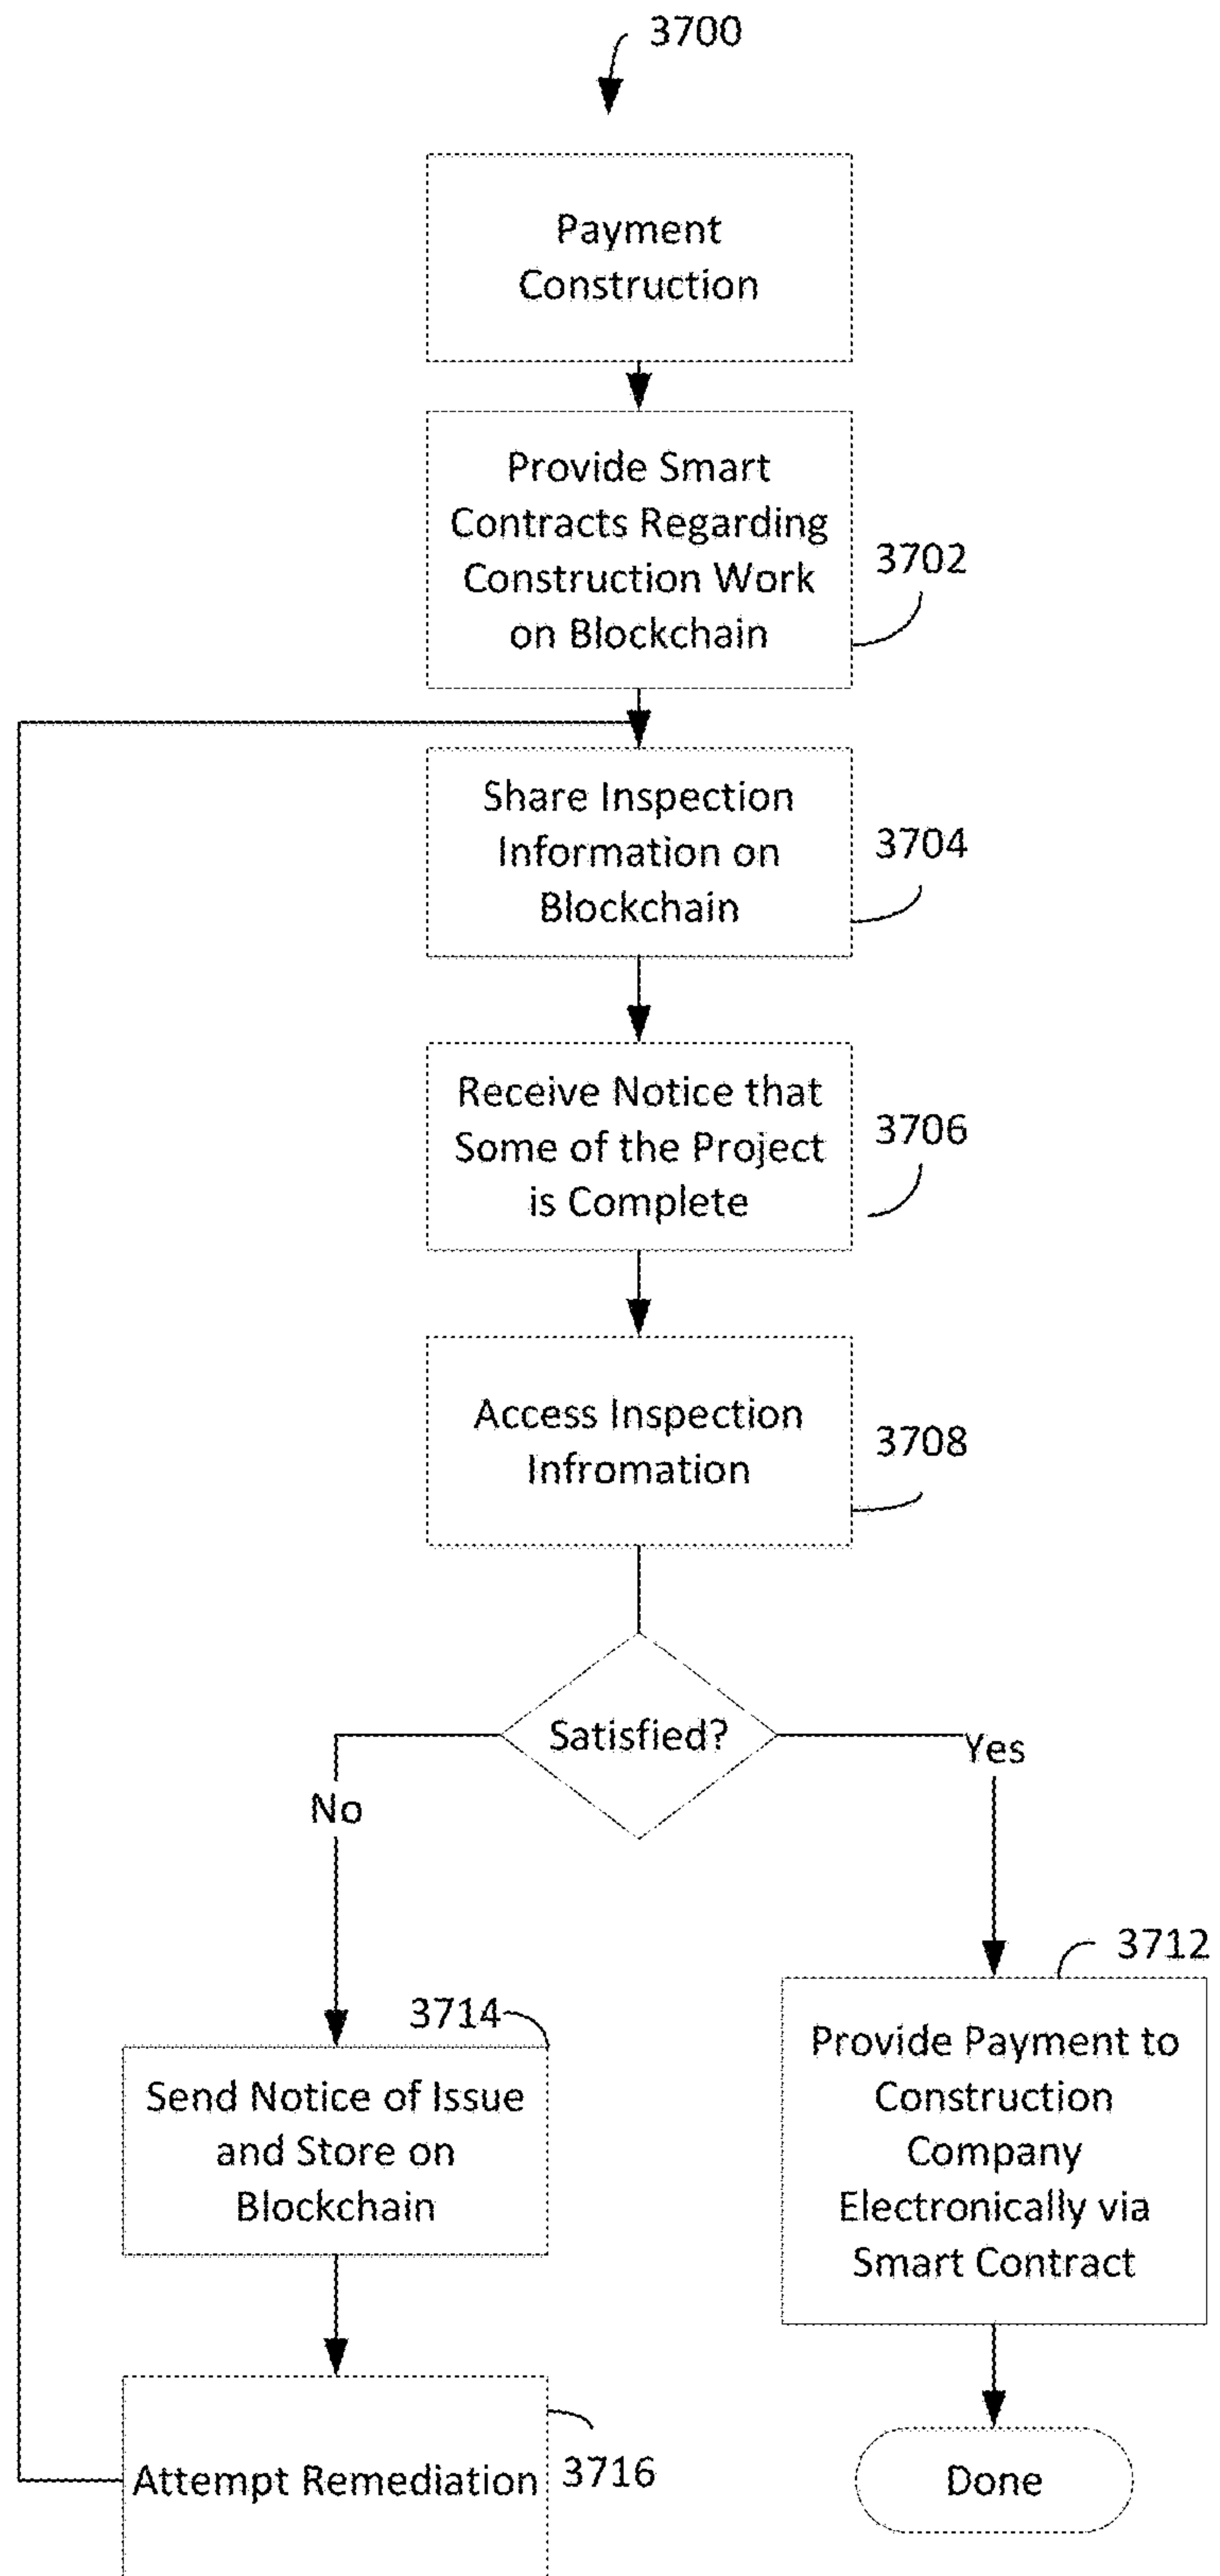 3700
Payment
Construction
Provide Smart
Contracts Regarding
Construction Work
on Blockchain
3702
Share Inspection
Information on
Blockchain
3704
Receive Notice that
Some of the Project
is Complete
3706
Access Inspection
Infromation
3708
Satisfied?
No
Yes
3714
Send Notice of Issue
and Store on
Blockchain
3712
Provide Payment to
Construction
Company
Electronically via
Smart Contract
Attempt Remediation
3716
Done